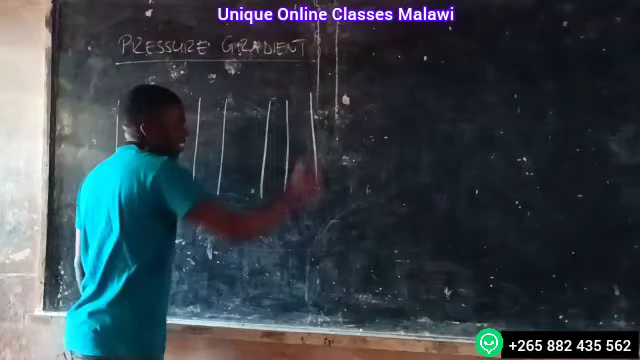 Unique Online Classes Malawi
PRESSURE GRADIENT
+265 882 435 562